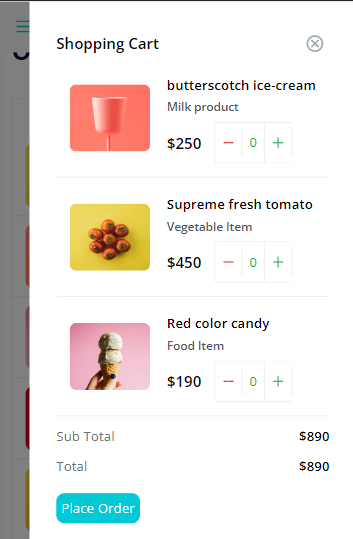 Shopping Cart
butterscotch ice-cream
Milk product
$250
0
Supreme fresh tomato
Vegetable Item
$450
0
Red color candy
Food Item
$190
0
Sub Total $890
Total $890
Place Order